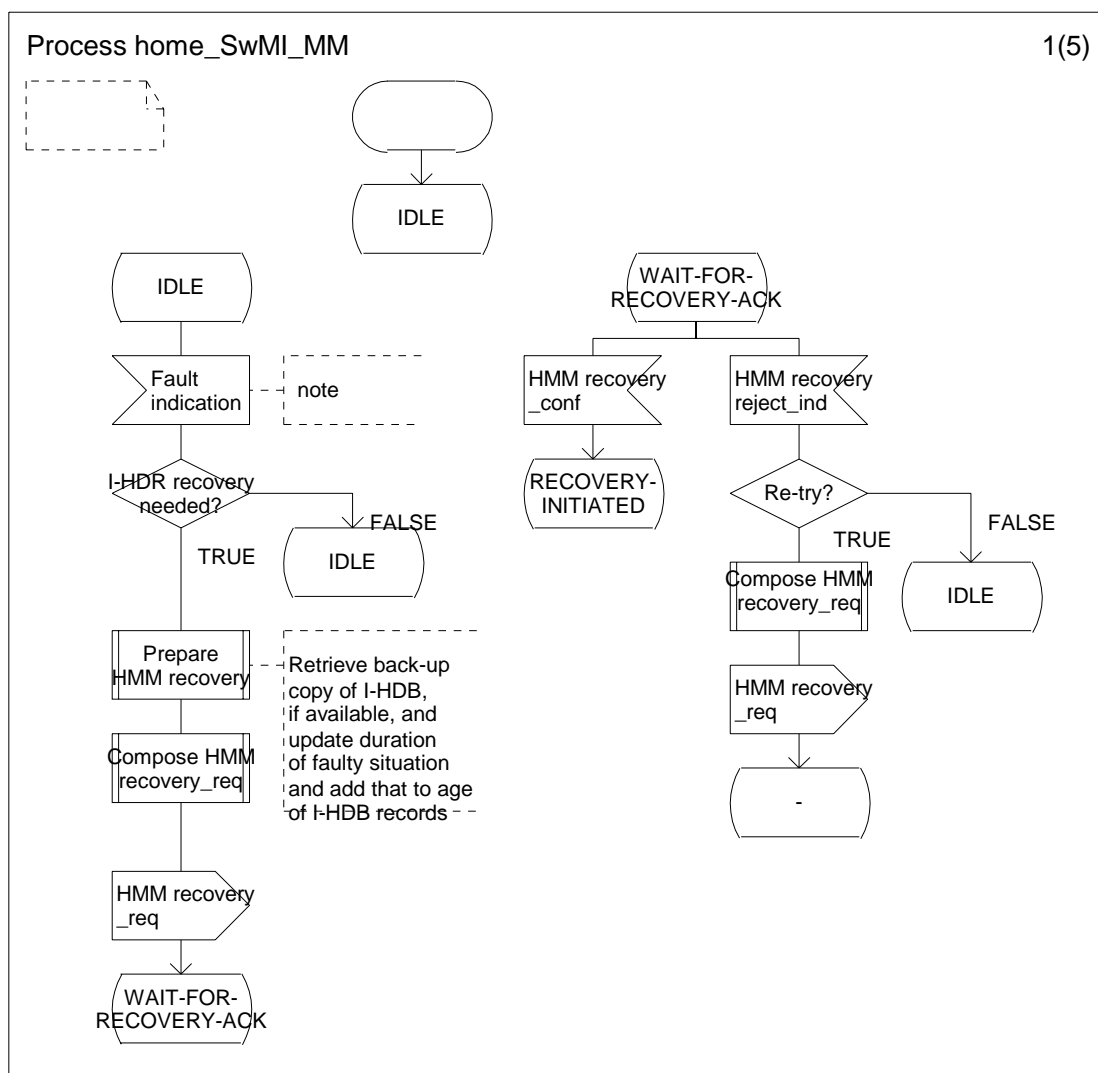 Process home_SwMI_MM
1(5)
IDLE
IDLE
Fault
indication
note
I-HDR recovery
needed?
FALSE
TRUE
IDLE
Prepare
HMM recovery
Retrieve back-up
copy of I-HDB,
if available, and
update duration
of faulty situation
and add that to age
of I-HDB records
Compose HMM
recovery_req
HMM recovery
_req
WAIT-FOR-
RECOVERY-ACK
WAIT-FOR-
RECOVERY-ACK
HMM recovery
_conf
RECOVERY-
INITIATED
HMM recovery
reject_ind
Re-try?
FALSE
TRUE
IDLE
Compose HMM
recovery_req
HMM recovery
_req
-